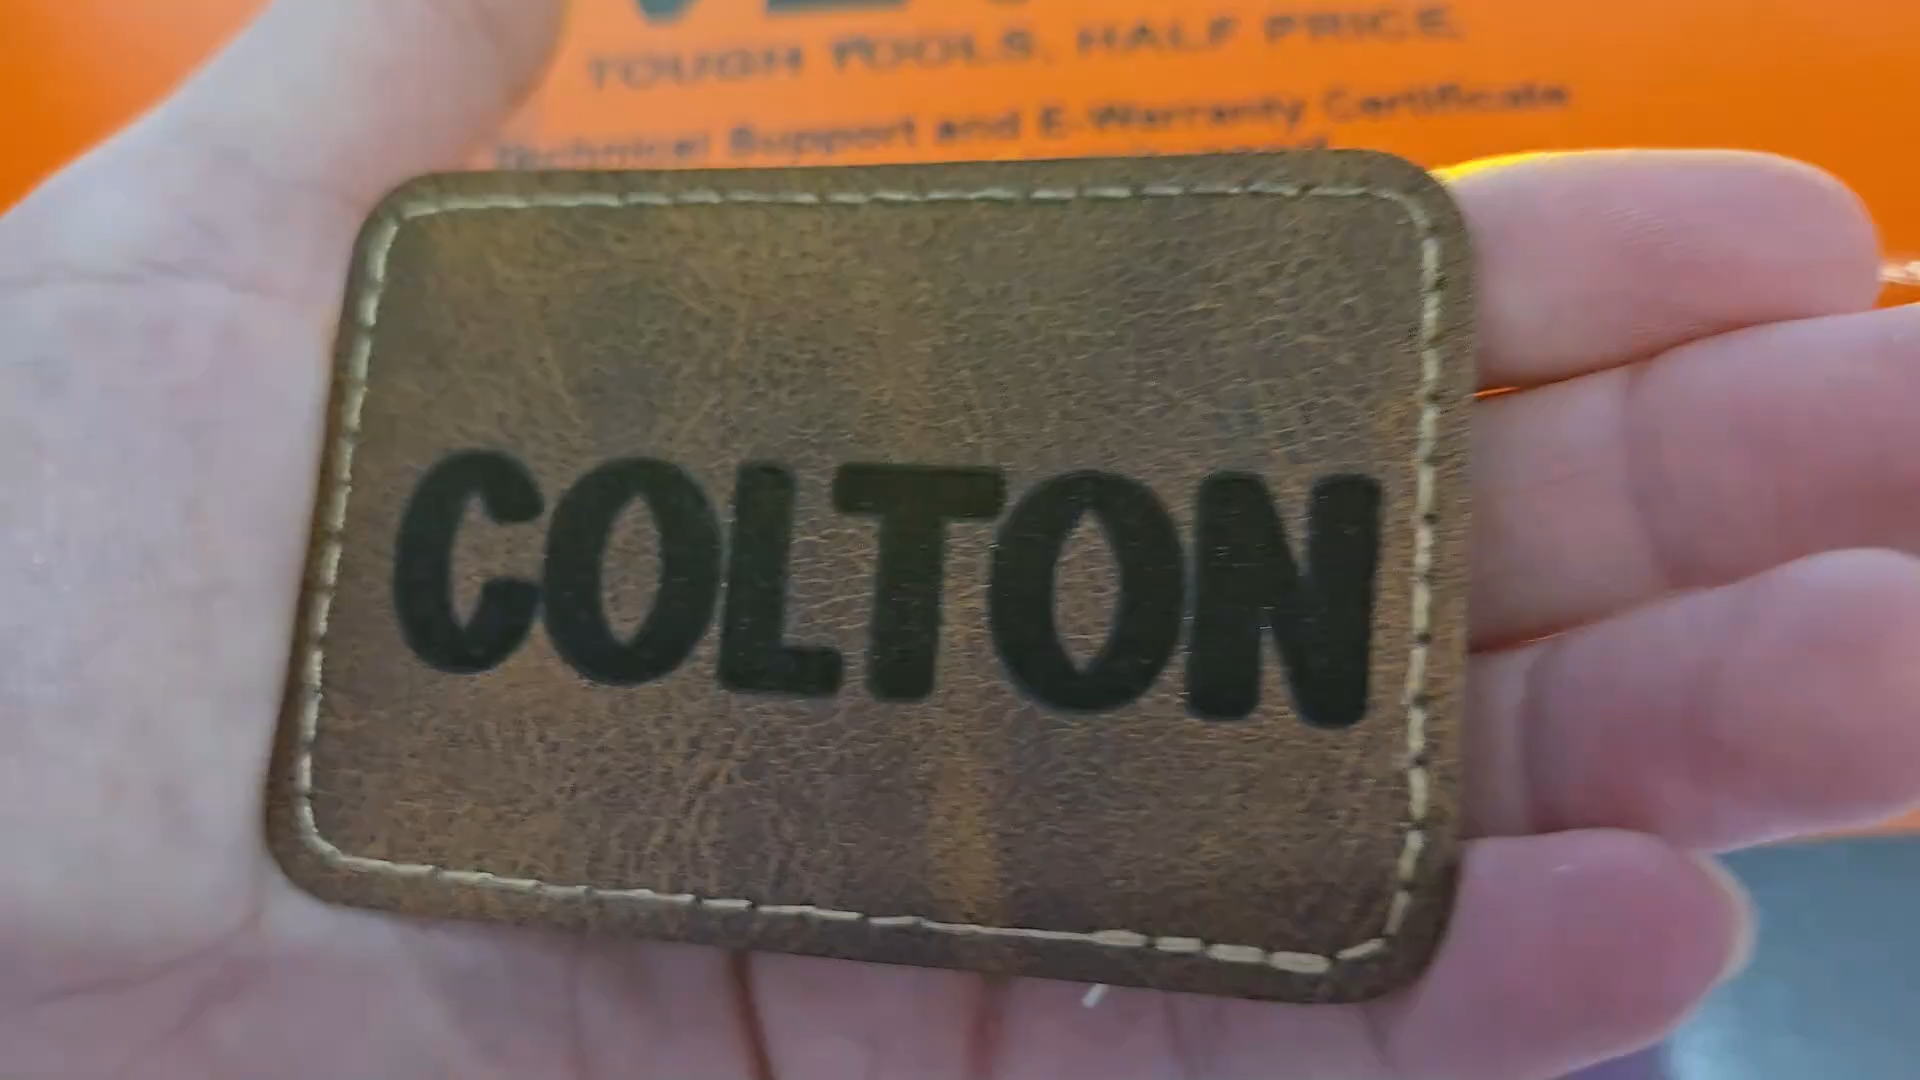 TOUGH TOOLS, HALF PRICE
Technical Support and E-Warranty Certificate
COLTON